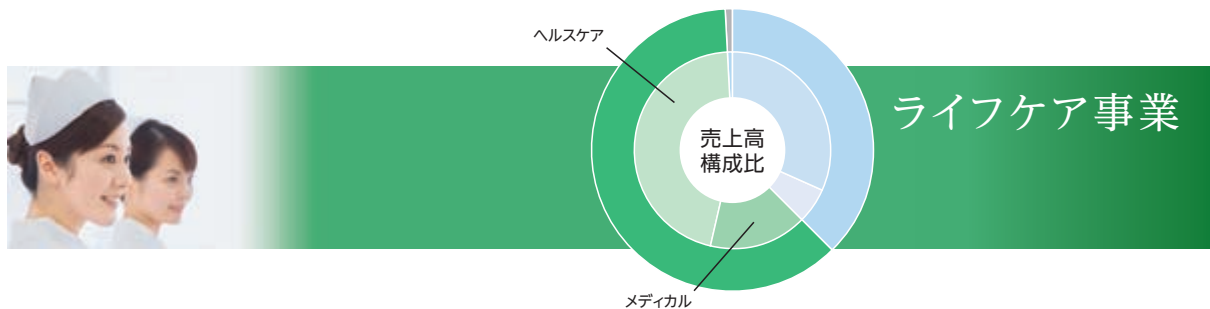 ヘルスケア
ライフケア事業
売上高
構成比
メディカル